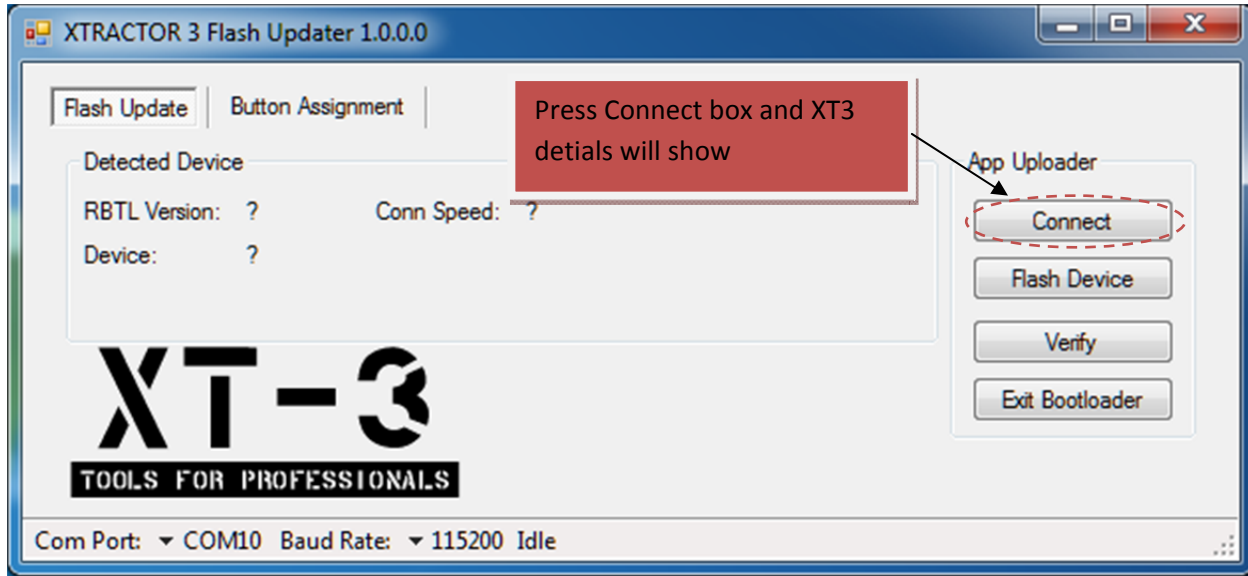 XTRACTOR 3 Flash Updater 1.0.0.0
Flash Update
Button Assignment
Press Connect box and XT3
detials will show
Detected Device
RBTL Version: ? Conn Speed: ?
Device: ?
App Uploader
Connect
Flash Device
Verify
Exit Bootloader
XT-3
TOOLS FOR PROFESSIONALS
Com Port: COM10 Baud Rate: 115200 Idle